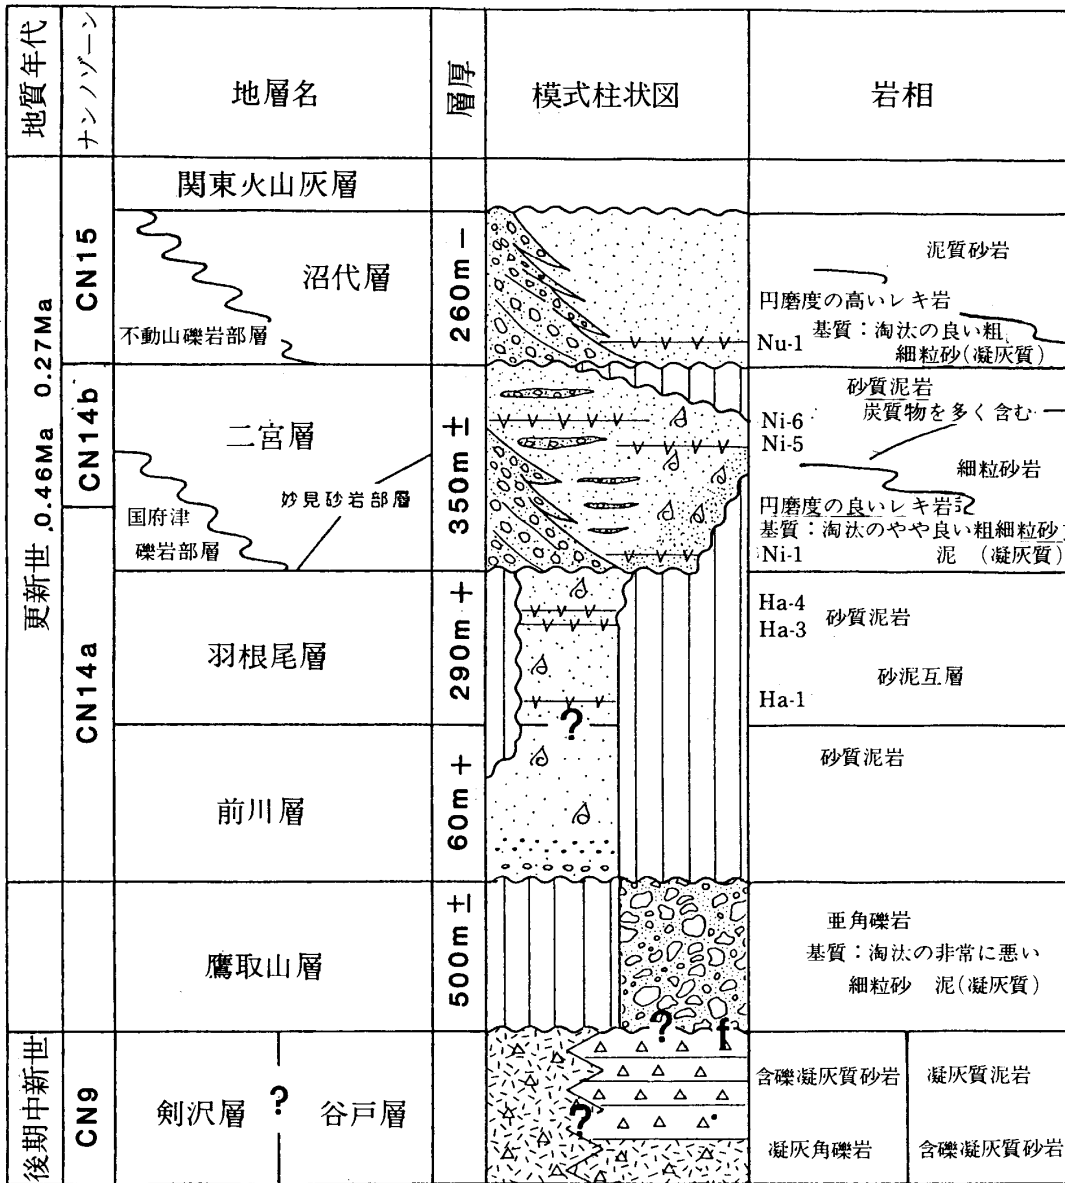 地質年代
ナンノゾーン
地層名
層厚
模式柱状図
岩相
更新世
0.46Ma 0.27Ma
後期中新世
CN15
CN14b
CN14a
CN9
関東火山灰層
沼代層
不動山礫岩部層
260m −
泥質砂岩
円磨度の高いレキ岩
Nu-1
基質：淘汰の良い粗
細粒砂(凝灰質)
二宮層
妙見砂岩部層
国府津
礫岩部層
350m ±
砂質泥岩
炭質物を多く含む
Ni-6
Ni-5
細粒砂岩
円磨度の良いレキ岩
基質：淘汰のやや良い粗細粒砂
Ni-1
泥 (凝灰質)
羽根尾層
290m +
Ha-4
Ha-3
砂質泥岩
砂泥互層
Ha-1
?
前川層
60m +
砂質泥岩
鷹取山層
500m ±
亜角礫岩
基質：淘汰の非常に悪い
細粒砂 泥(凝灰質)
? f
剣沢層 ? 谷戸層
?
含礫凝灰質砂岩
凝灰角礫岩
凝灰質泥岩
含礫凝灰質砂岩